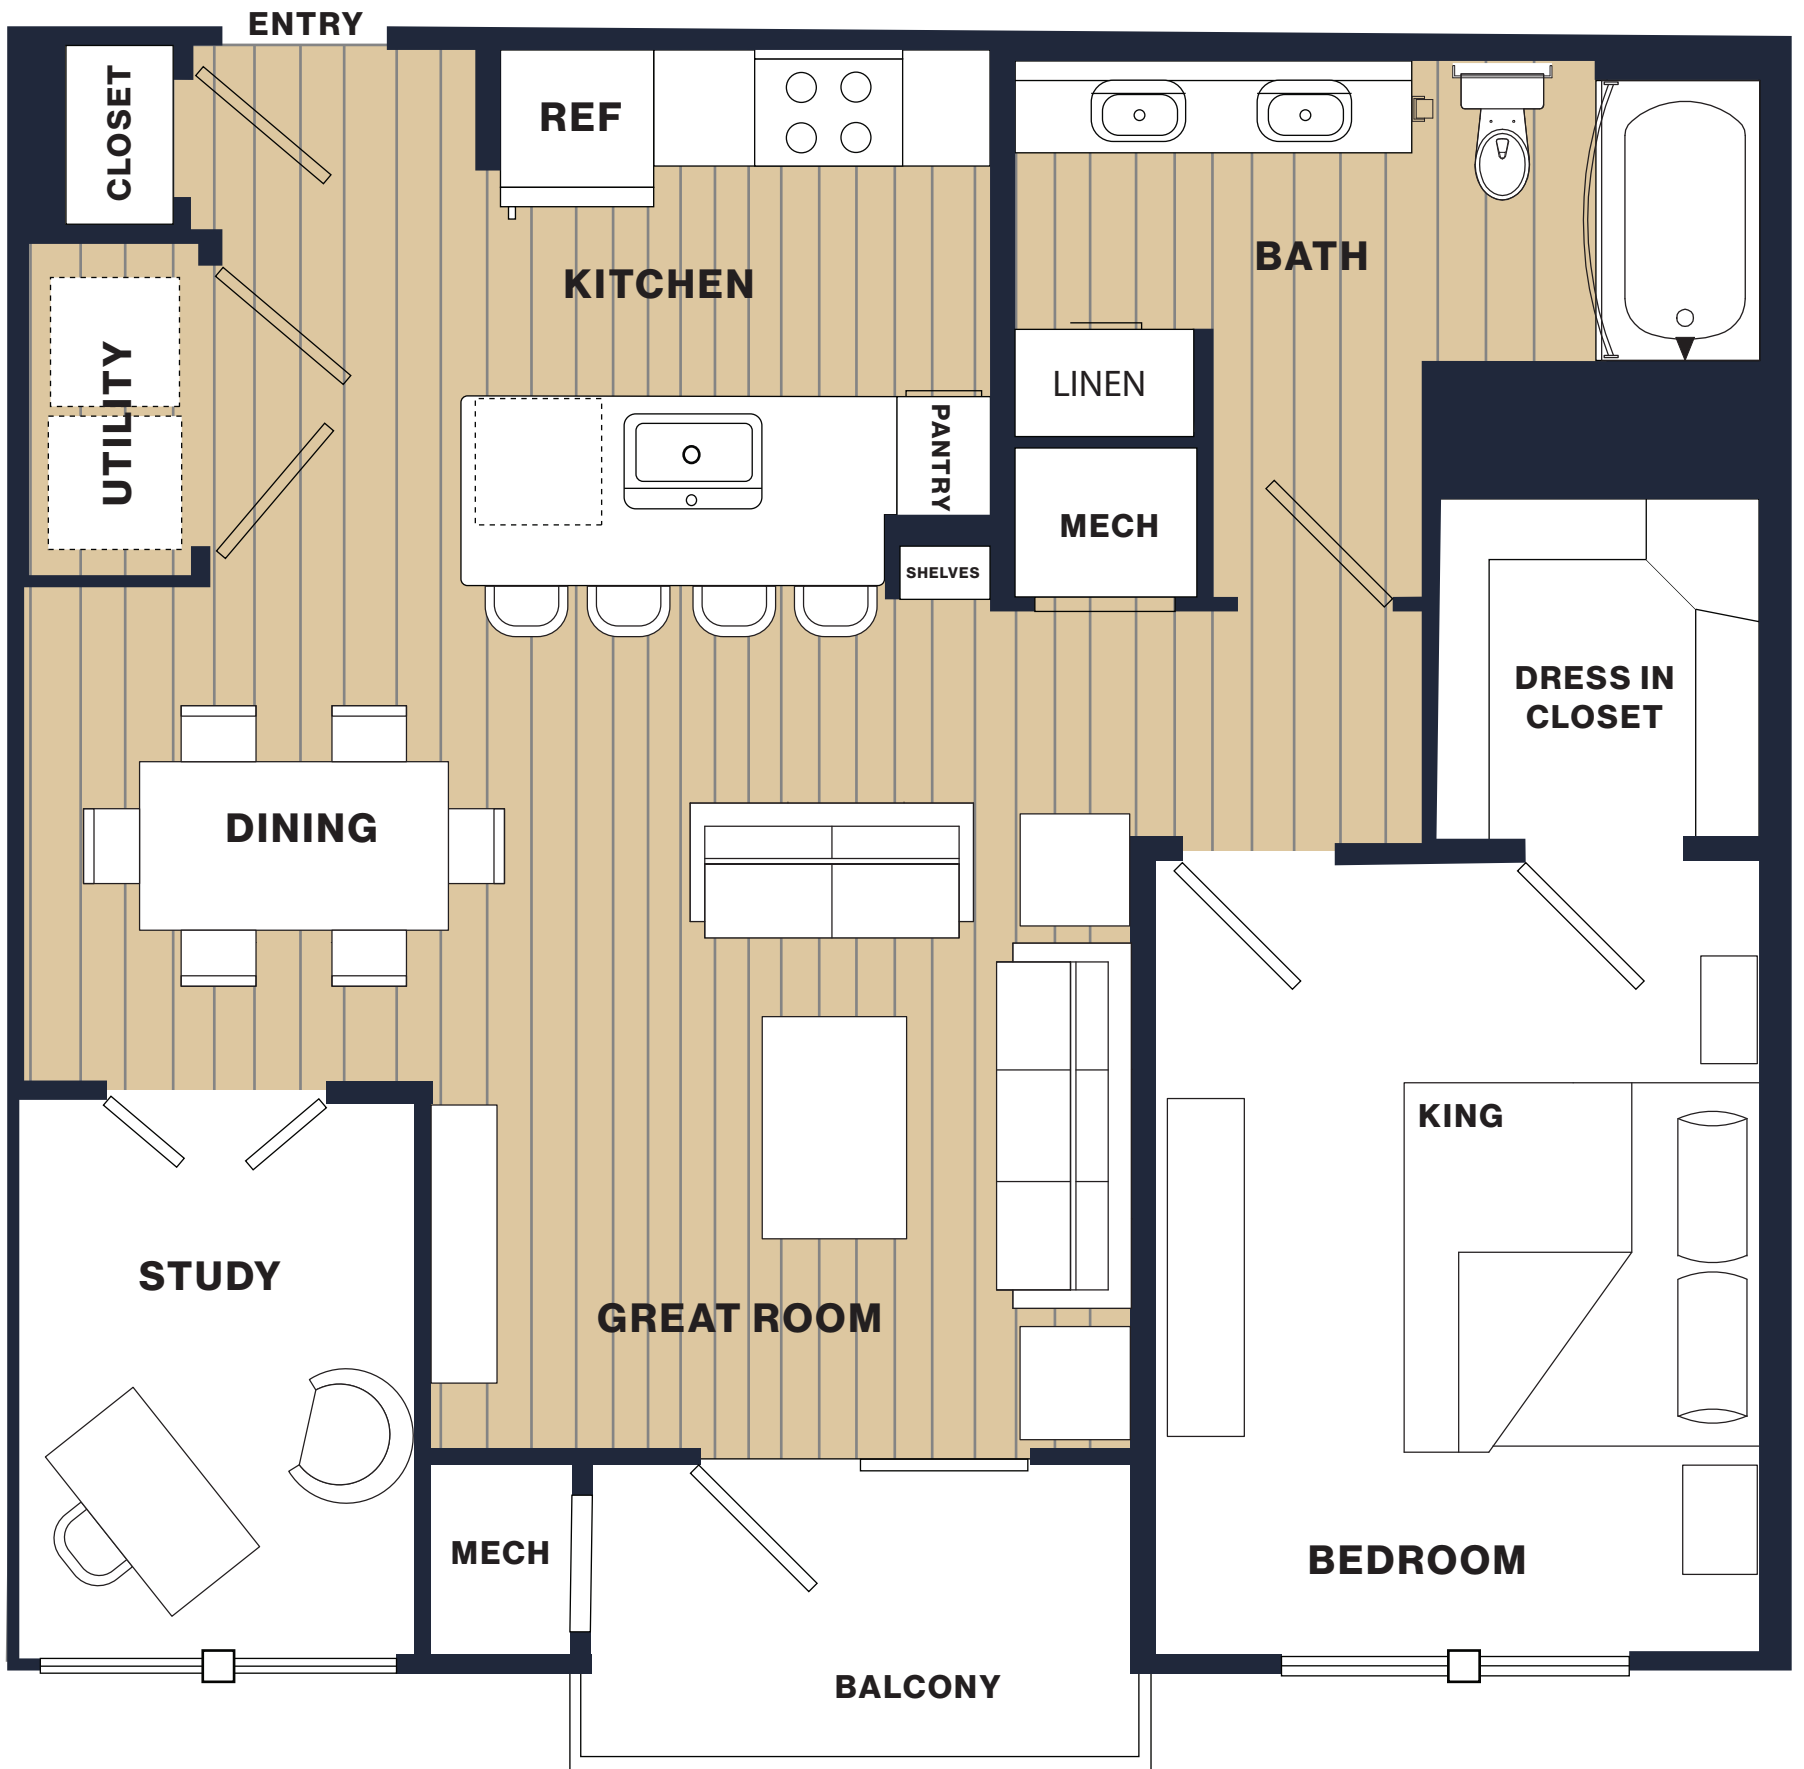 ENTRY
CLOSET
REF
KITCHEN
BATH
UTILITY
LINEN
PANTRY
MECH
SHELVES
DRESS IN
CLOSET
DINING
KING
STUDY
GREAT ROOM
MECH
BEDROOM
BALCONY